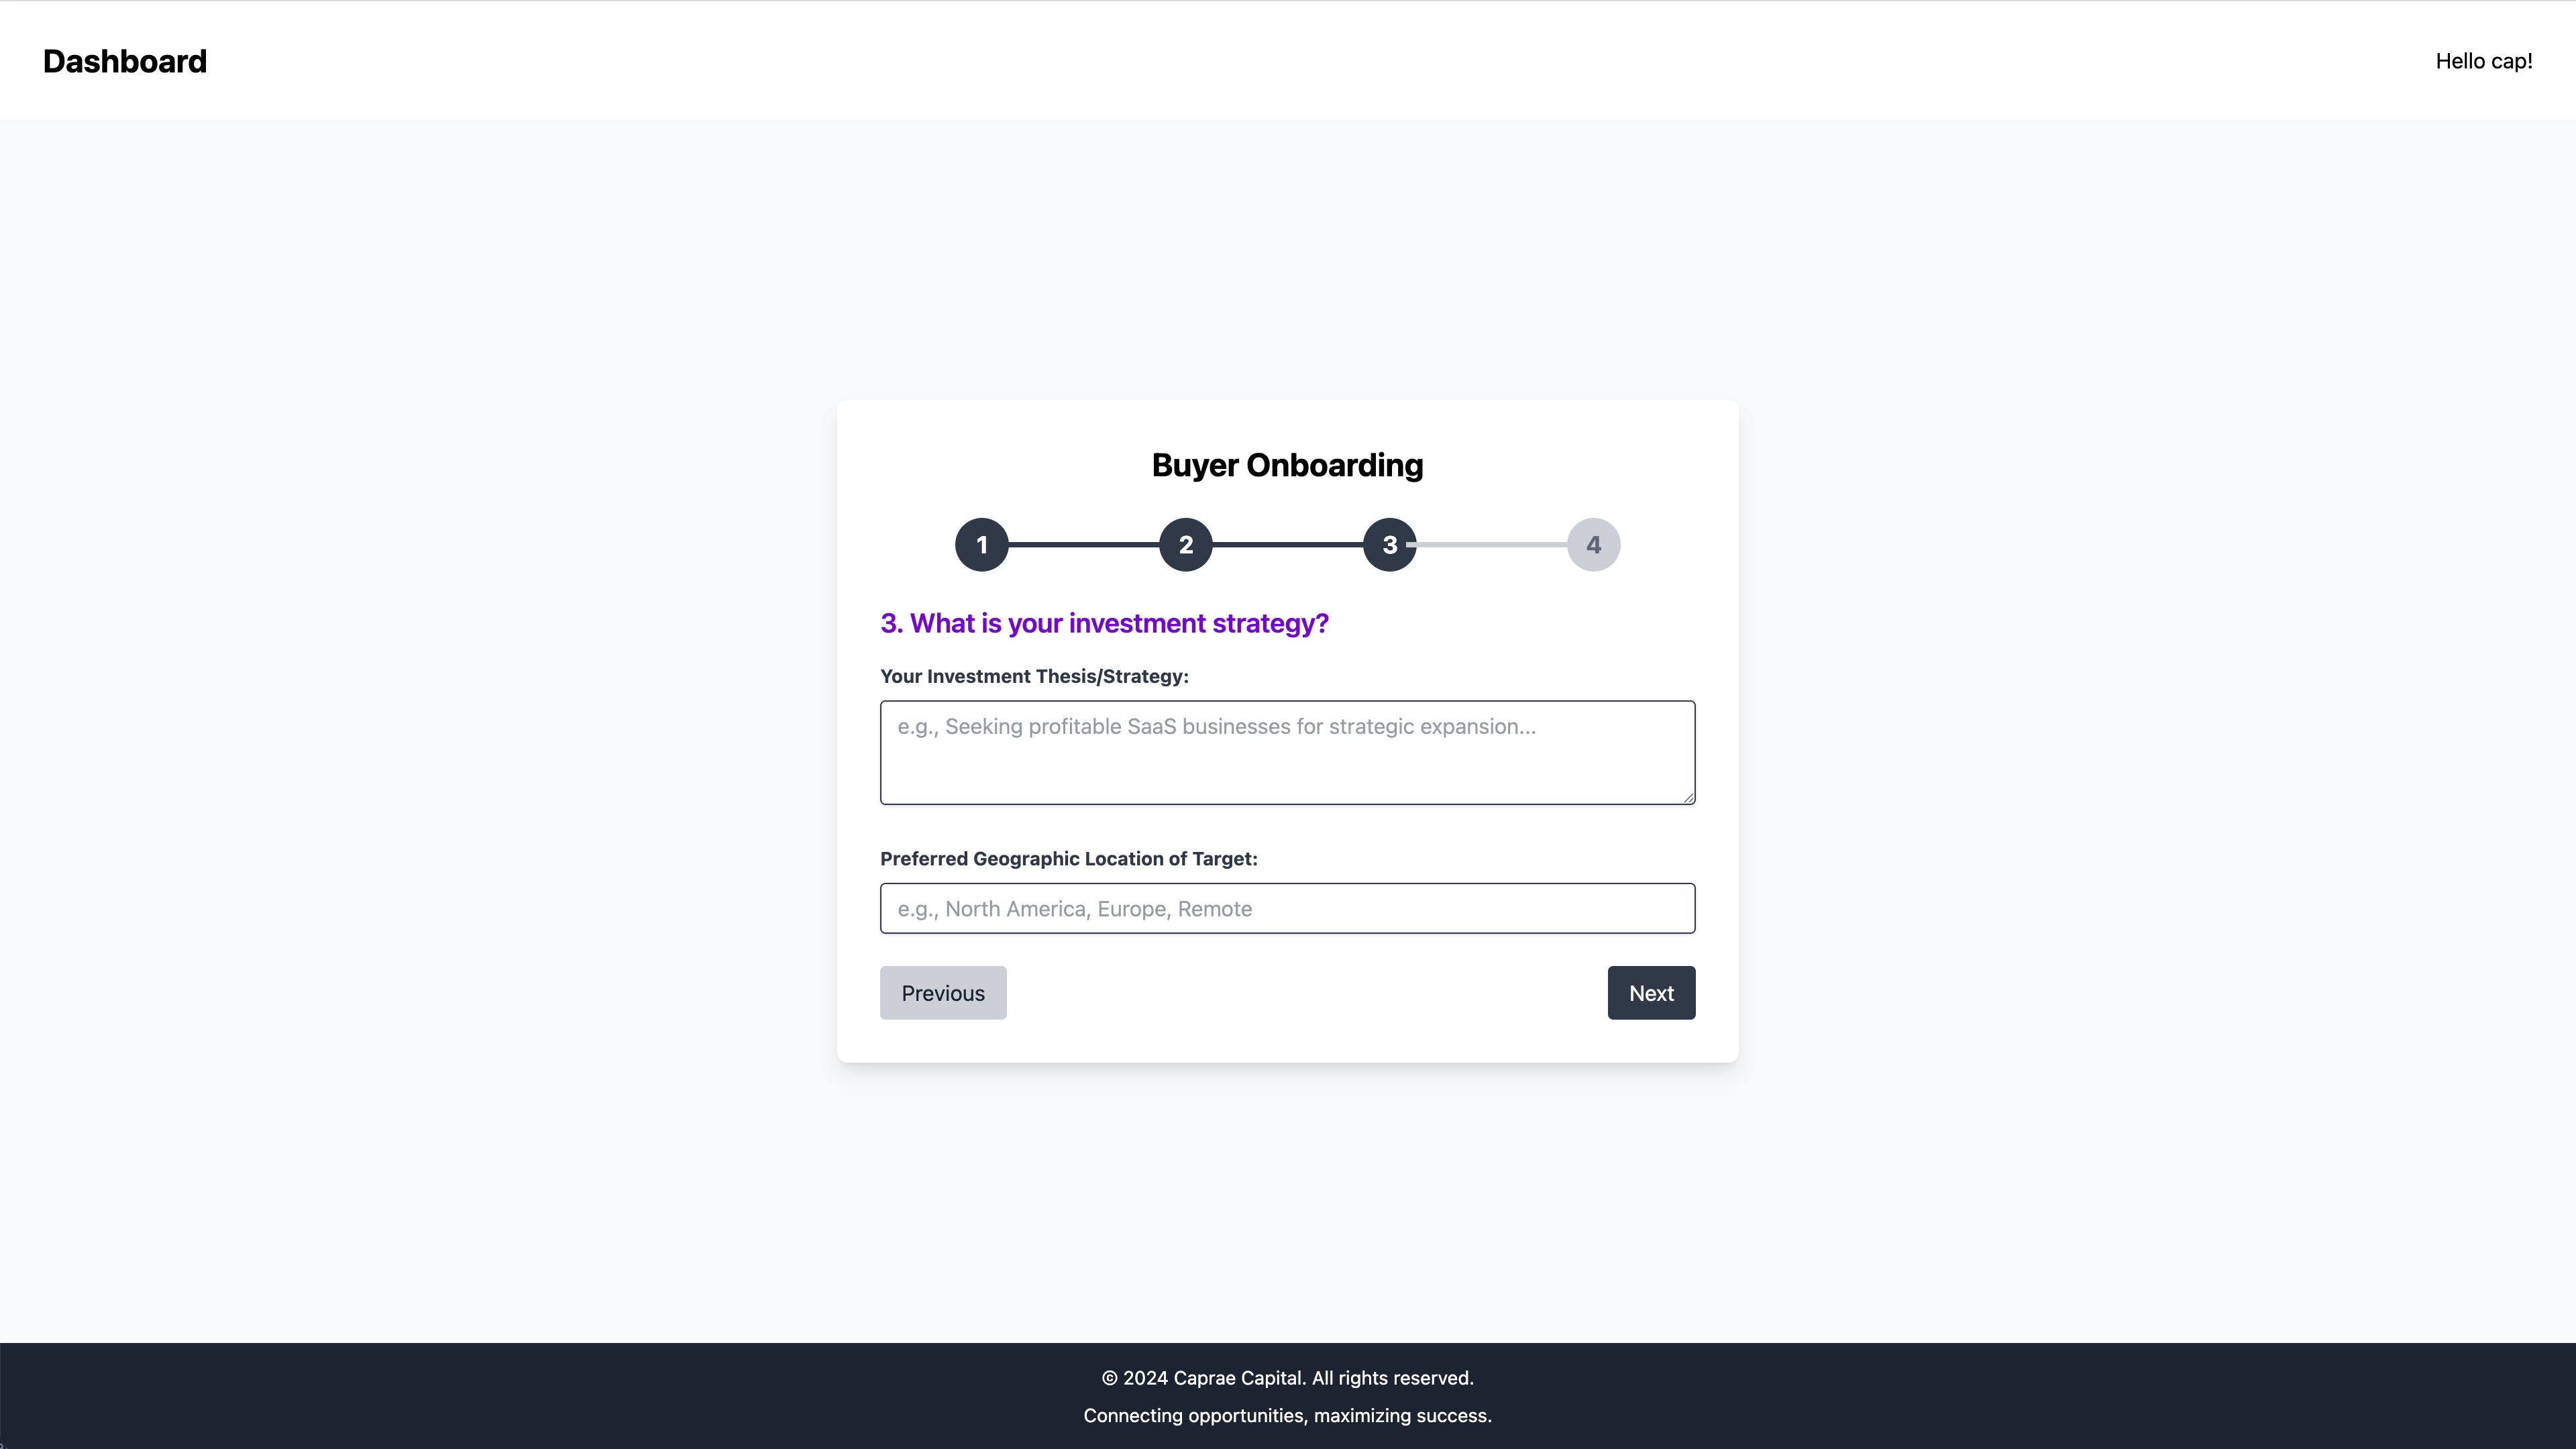 Dashboard
Hello cap!
Buyer Onboarding
1 2 3 4
3. What is your investment strategy?
Your Investment Thesis/Strategy:
e.g., Seeking profitable SaaS businesses for strategic expansion...
Preferred Geographic Location of Target:
e.g., North America, Europe, Remote
Previous
Next
© 2024 Caprae Capital. All rights reserved.
Connecting opportunities, maximizing success.